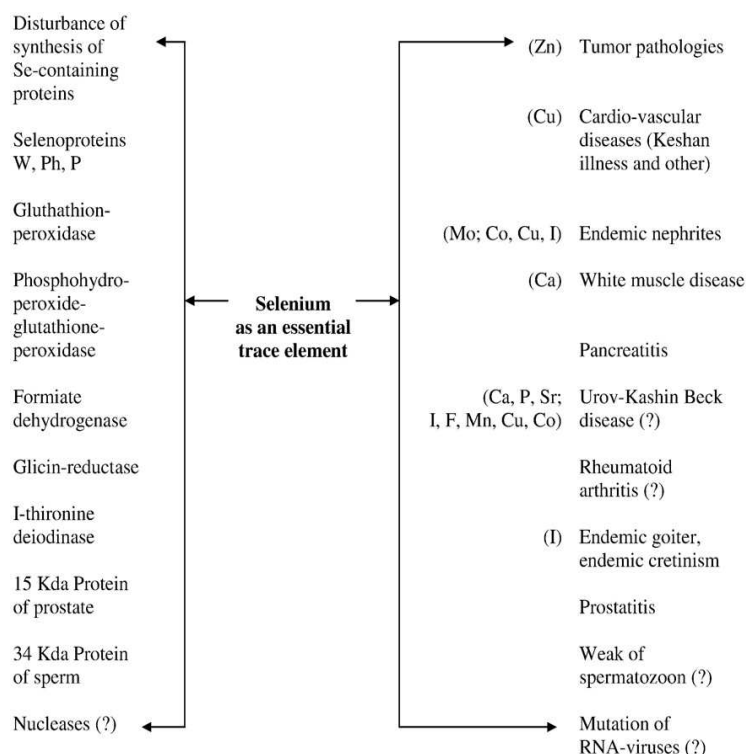 Disturbance of
synthesis of
Se-containing
proteins
Selenoproteins
W, Ph, P
Gluthathion-
peroxidase
Phosphohydro-
peroxide-
glutathione-
peroxidase
Formiate
dehydrogenase
Glicin-reductase
I-thironine
deiodinase
15 Kda Protein
of prostate
34 Kda Protein
of sperm
Nucleases (?)
Selenium
as an essential
trace element
(Zn) Tumor pathologies
(Cu) Cardio-vascular
diseases (Keshan
illness and other)
(Mo; Co, Cu, I) Endemic nephrites
(Ca) White muscle disease
Pancreatitis
(Ca, P, Sr; Urov-Kashin Beck
I, F, Mn, Cu, Co) disease (?)
Rheumatoid
arthritis (?)
(I) Endemic goiter,
endemic cretinism
Prostatitis
Weak of
spermatozoon (?)
Mutation of
RNA-viruses (?)